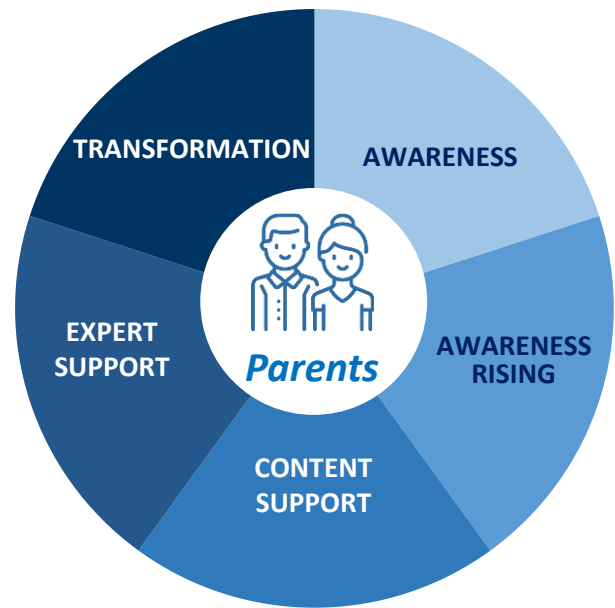 TRANSFORMATION
AWARENESS
EXPERT
SUPPORT
AWARENESS
RISING
Parents
CONTENT
SUPPORT